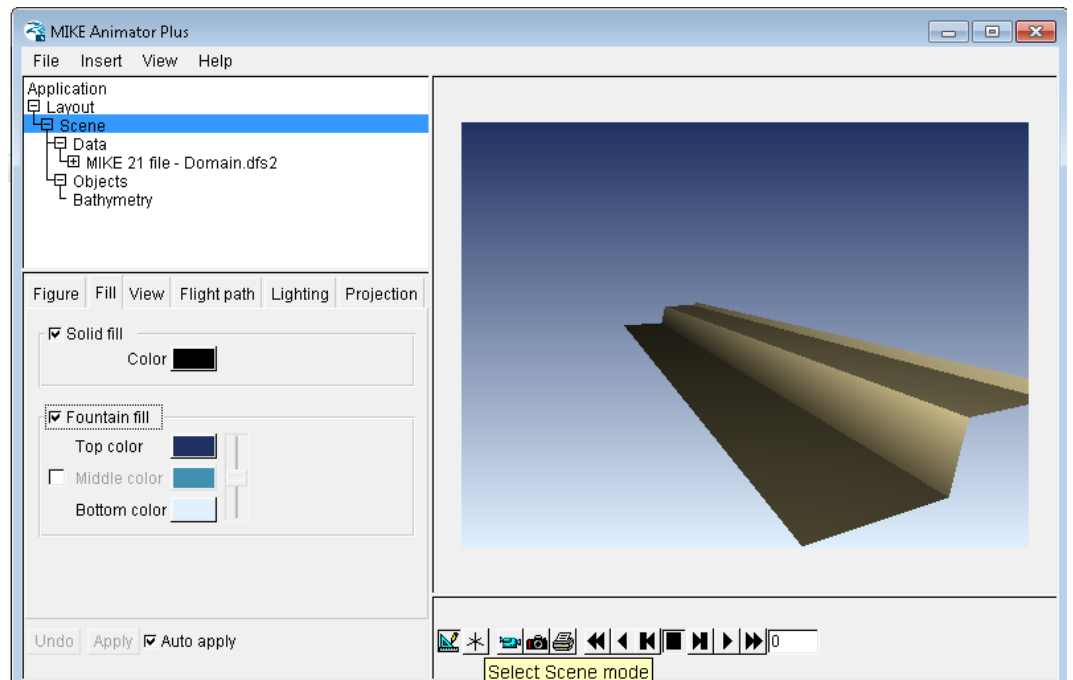 MIKE Animator Plus
File Insert View Help
Application
Layout
Scene
Data
MIKE 21 file - Domain.dfs2
Objects
Bathymetry
Figure Fill View Flight path Lighting Projection
Solid fill
Color
Fountain fill
Top color
Middle color
Bottom color
Undo Apply Auto apply
0
Select Scene mode